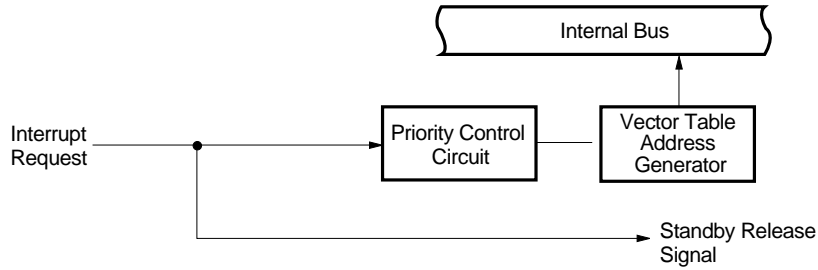 Internal Bus
Interrupt
Request
Priority Control
Circuit
Vector Table
Address
Generator
Standby Release
Signal